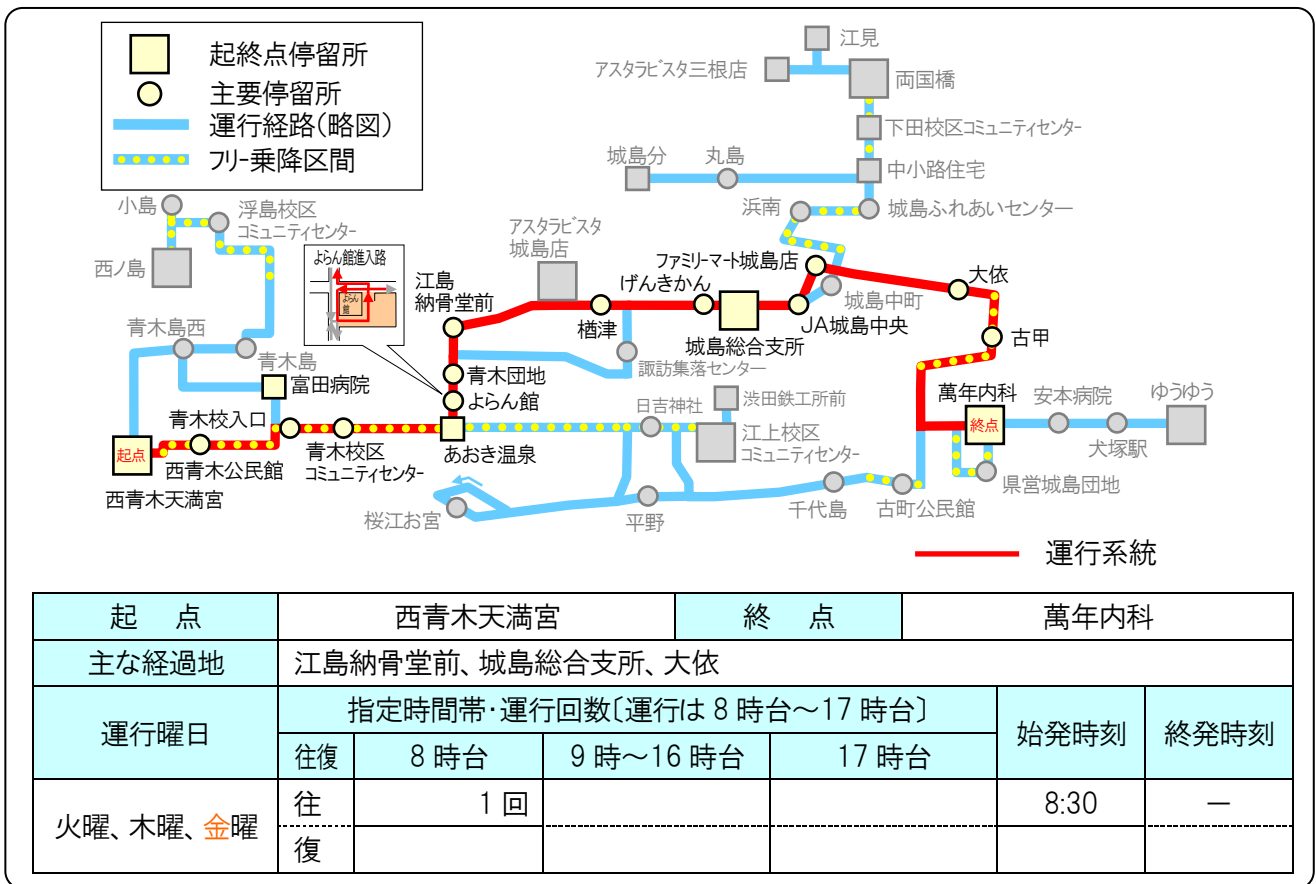 起終点停留所
主要停留所
運行経路(略図)
フリー乗降区間
江見
アスタラビスタ三根店
両国橋
下田校区コミュニティセンター
城島分
丸島
中小路住宅
浜南
城島ふれあいセンター
小島
浮島校区
コミュニティセンター
西ノ島
よらん館進入路
よらん
館
江島
納骨堂前
アスタラビスタ
城島店
ファミリーマート城島店
げんきかん
大依
城島中町
JA城島中央
楢津
城島総合支所
古甲
青木島西
青木島
富田病院
青木団地
諏訪集落センター
よらん館
萬年内科
安本病院
ゆうゆう
日吉神社
渋田鉄工所前
青木校入口
起点
終点
西青木公民館
青木校区
コミュニティセンター
あおき温泉
江上校区
コミュニティセンター
犬塚駅
西青木天満宮
県営城島団地
桜江お宮
平野
千代島
古町公民館
運行系統
起 点 西青木天満宮 終 点 萬年内科
主な経過地 江島納骨堂前、城島総合支所、大依
運行曜日 指定時間帯・運行回数〔運行は8時台~17時台〕 始発時刻 終発時刻
往復 8時台 9時~16時台 17時台
火曜、木曜、金曜 往 1回 8:30 ―
復